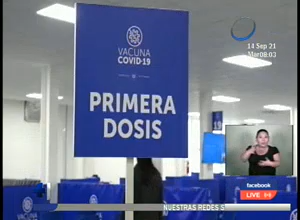 VACUNA
COVID-19
PRIMERA
DOSIS
14 Sep 21
Mar08:03
facebook
LIVE
NUESTRAS REDES S